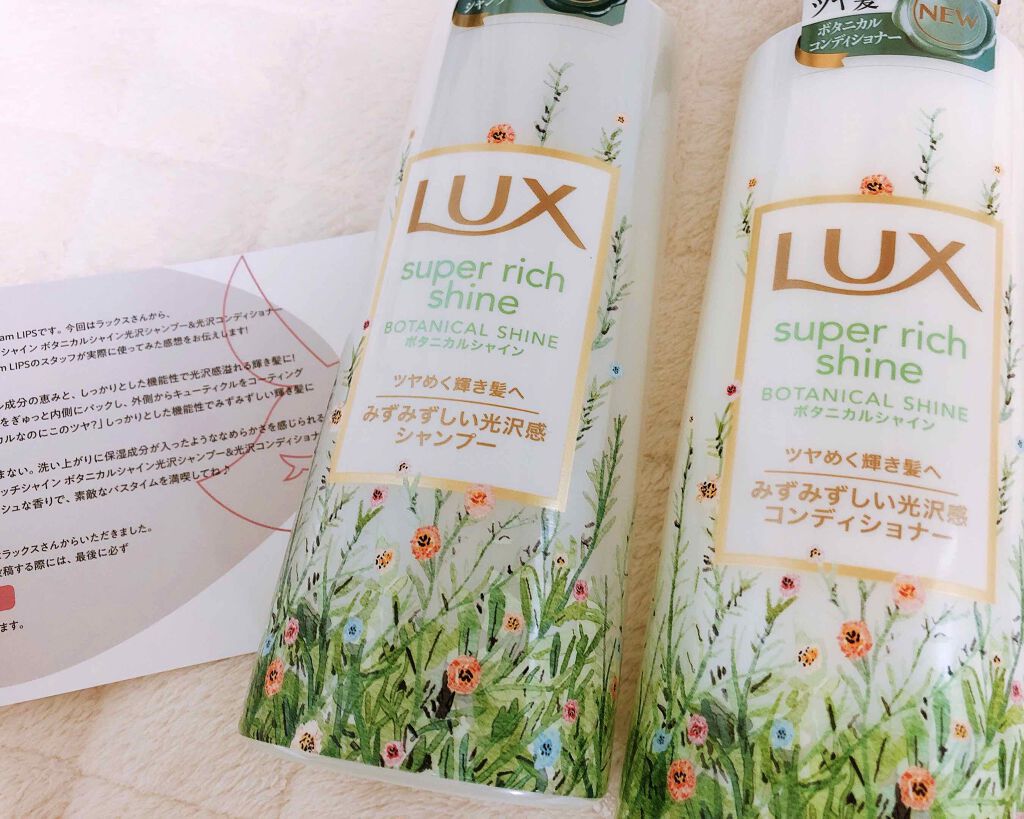 am LIPSです。今回はラックスさんから、
シャイン ボタニカルシャイン光沢シャンプー&光沢コンディショナー
am LIPSのスタッフが実際に使ってみた感想をお伝えします!
ル成分の恵みと、しっかりとした機能性で光沢感溢れる輝き髪に!
をぎゅっと内側にパックし、外側からキューティクルをコーティング
カルなのにこのツヤ?」しっかりとした機能性でみずみずしい輝き髪に
まない。洗い上がりに保湿成分が入ったようななめらかさを感じられる
ッチシャイン ボタニカルシャイン光沢シャンプー&光沢コンディショナ
ッシュな香りで、素敵なバスタイムを満喫してね♪
はラックスさんからいただきました。
投稿する際には、最後に必ず
ます。
シャンプ
LUX
super rich
shine
BOTANICAL SHINE
ボタニカルシャイン
ツヤめく輝き髪へ
みずみずしい光沢感
シャンプー
ツヤ髪
ボタニカル
コンディショナー
NEW
LUX
super rich
shine
BOTANICAL SHINE
ボタニカルシャイン
ツヤめく輝き髪へ
みずみずしい光沢感
コンディショナー